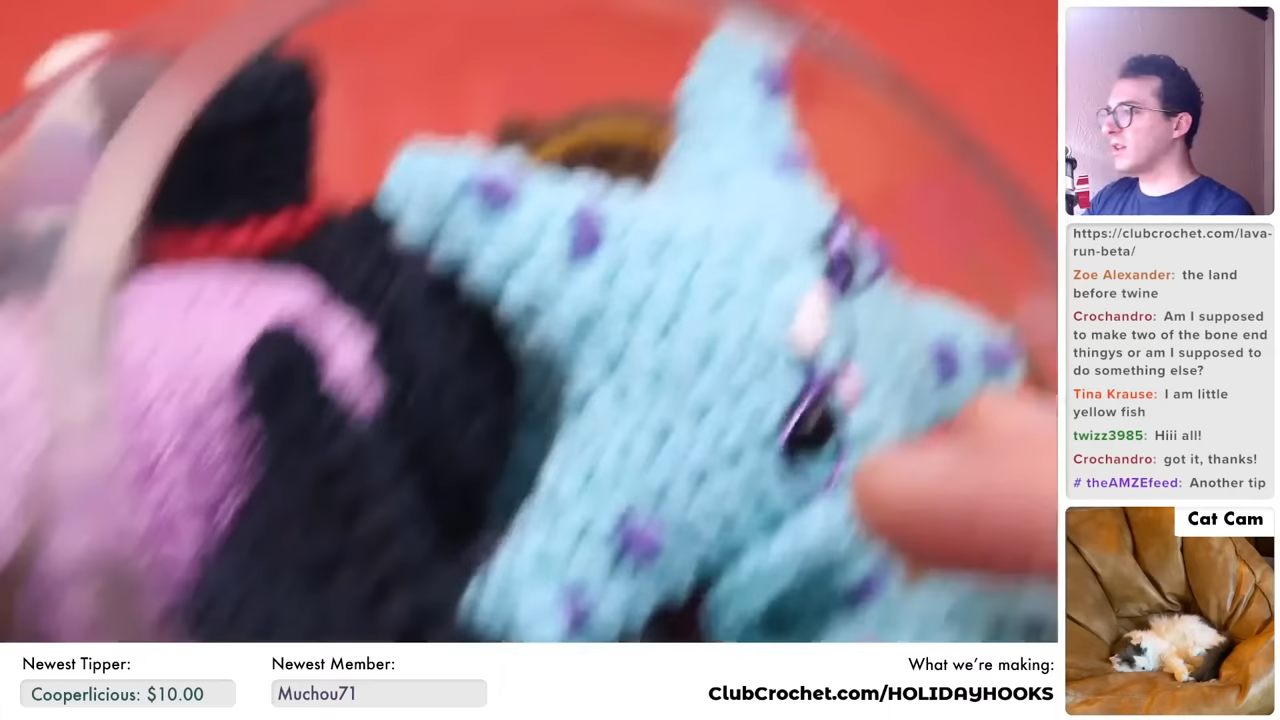 https://clubcrochet.com/lava-
run-beta/
Zoe Alexander: the land
before twine
Crochandro: Am I supposed
to make two of the bone end
thingys or am I supposed to
do something else?
Tina Krause: I am little
yellow fish
twizz3985: Hiii all!
Crochandro: got it, thanks!
# theAMZEfeed: Another tip
Cat Cam
Newest Tipper:
Cooperlicious: $10.00
Newest Member:
Muchou71
What we're making:
ClubCrochet.com/HOLIDAYHOOKS